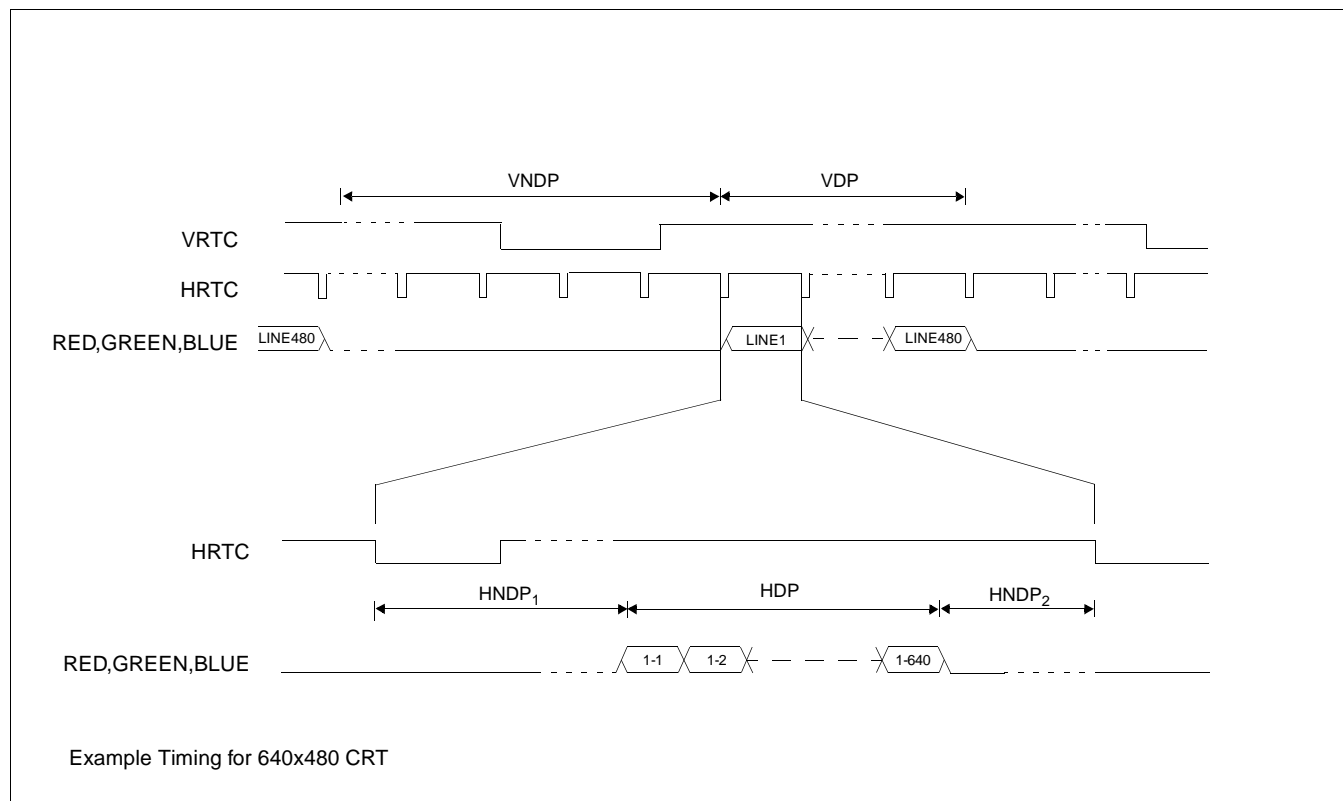 VNDP VDP
VRTC
HRTC
RED,GREEN,BLUE LINE480 LINE1 LINE480
HRTC
HNDP1 HDP HNDP2
RED,GREEN,BLUE 1-1 1-2 1-640
Example Timing for 640x480 CRT